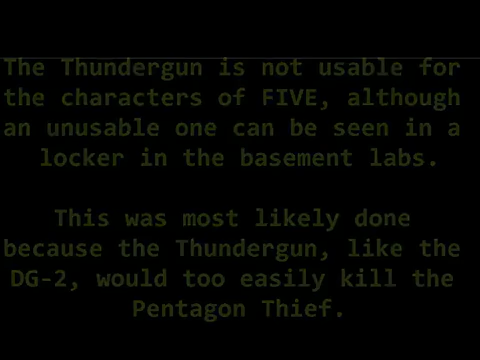 The Thundergun is not usable for
the characters of FIVE, although
an unusable one can be seen in a
locker in the basement labs.
This was most likely done
because the Thundergun, like the
DG-2, would too easily kill the
Pentagon Thief.